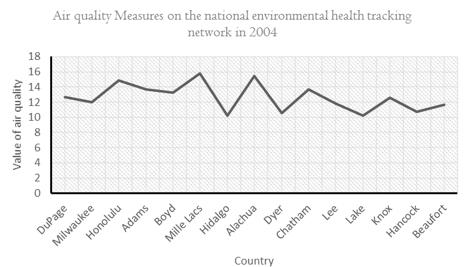 Air quality Measures on the national environmental health tracking
network in 2004
Value of air quality
18
16
14
12
10
8
6
4
2
0
DuPage
Milwaukee
Honolulu
Adams
Boyd
Mille Lacs
Hidalgo
Alachua
Dyer
Chatham
Lee
Lake
Knox
Hancock
Beaufort
Country